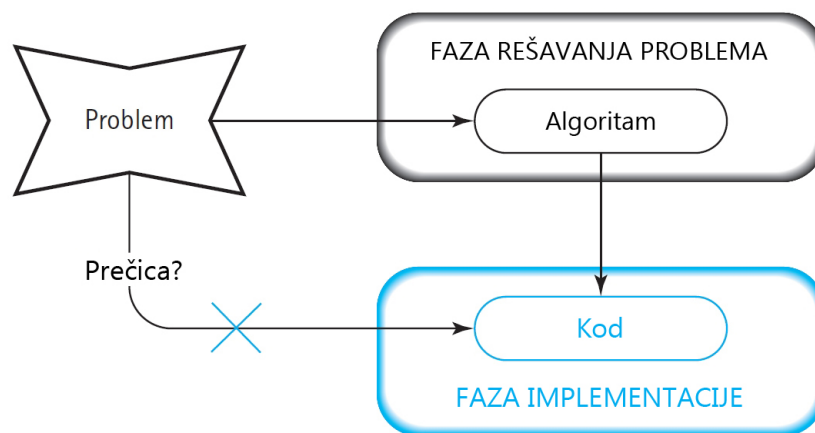 FAZA REŠAVANJA PROBLEMA
Problem
Algoritam
Prečica?
Kod
FAZA IMPLEMENTACIJE